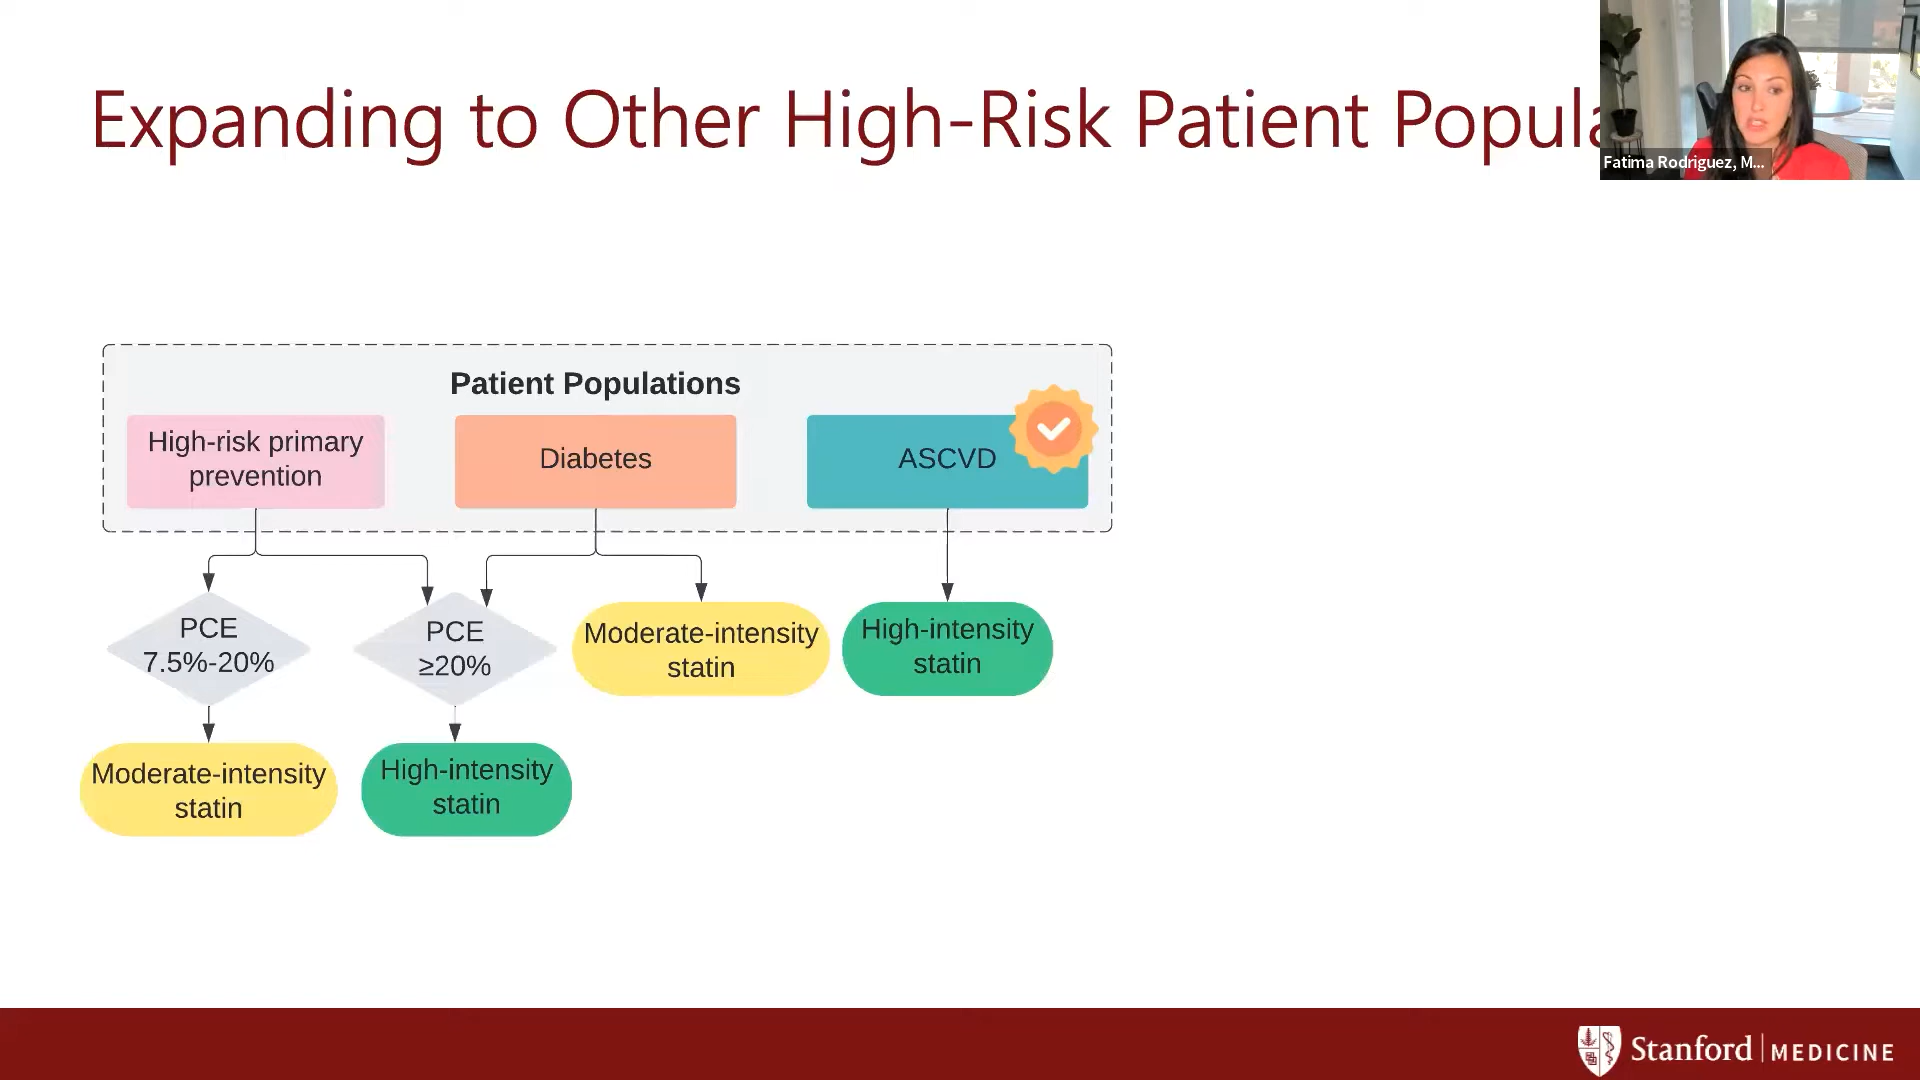 Expanding to Other High-Risk Patient Popula
Fatima Rodriguez, M...
Patient Populations
High-risk primary
prevention
Diabetes
ASCVD
PCE
7.5%-20%
PCE
≥20%
Moderate-intensity
statin
High-intensity
statin
Moderate-intensity
statin
High-intensity
statin
Stanford MEDICINE